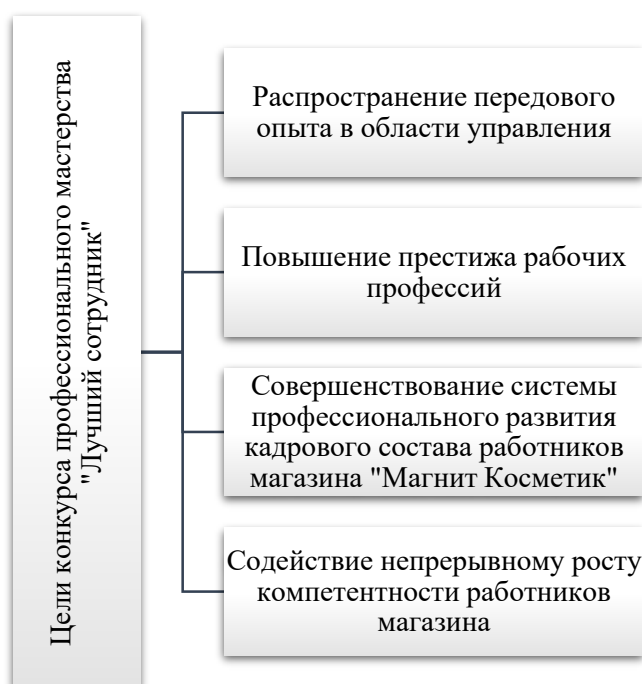 Цели конкурса профессионального мастерства
"Лучший сотрудник"
Распространение передового
опыта в области управления
Повышение престижа рабочих
профессий
Совершенствование системы
профессионального развития
кадрового состава работников
магазина "Магнит Косметик"
Содействие непрерывному росту
компетентности работников
магазина